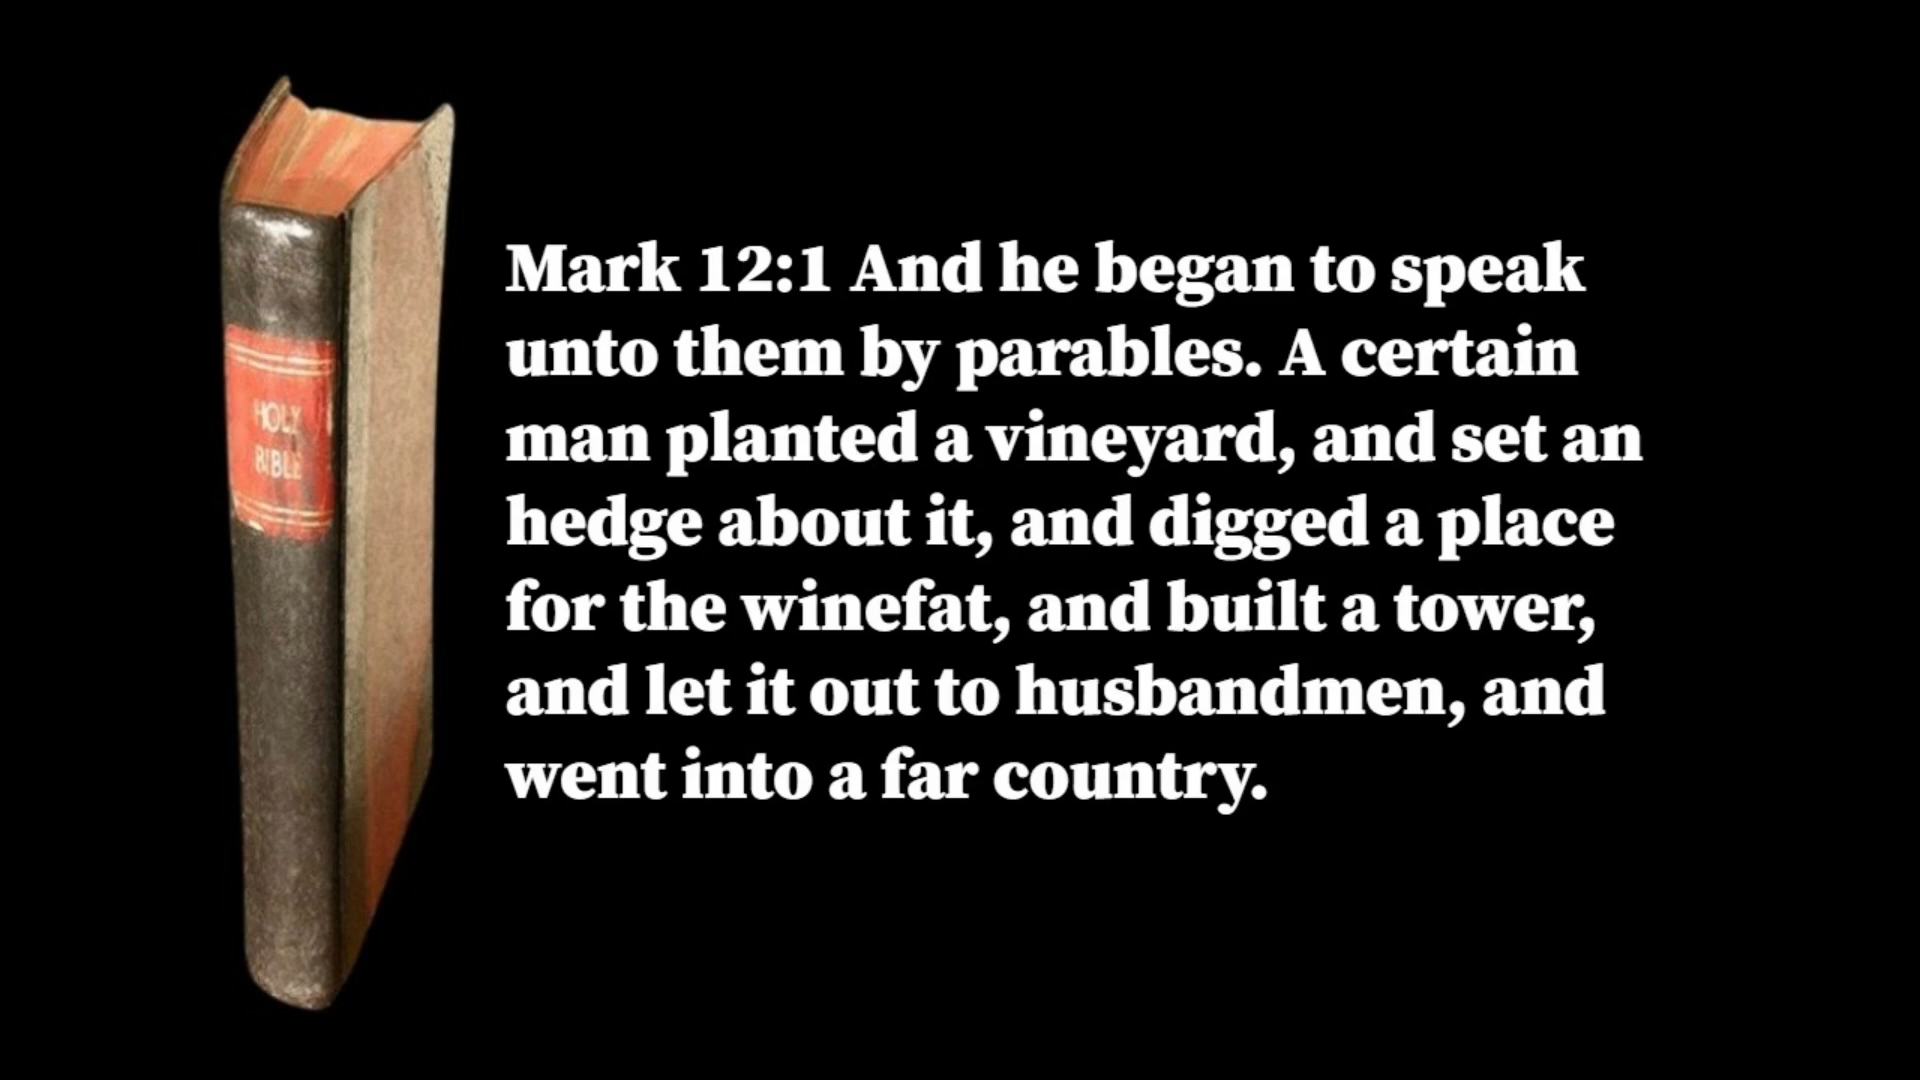 HOLY
BIBLE
Mark 12:1 And he began to speak
unto them by parables. A certain
man planted a vineyard, and set an
hedge about it, and digged a place
for the winefat, and built a tower,
and let it out to husbandmen, and
went into a far country.